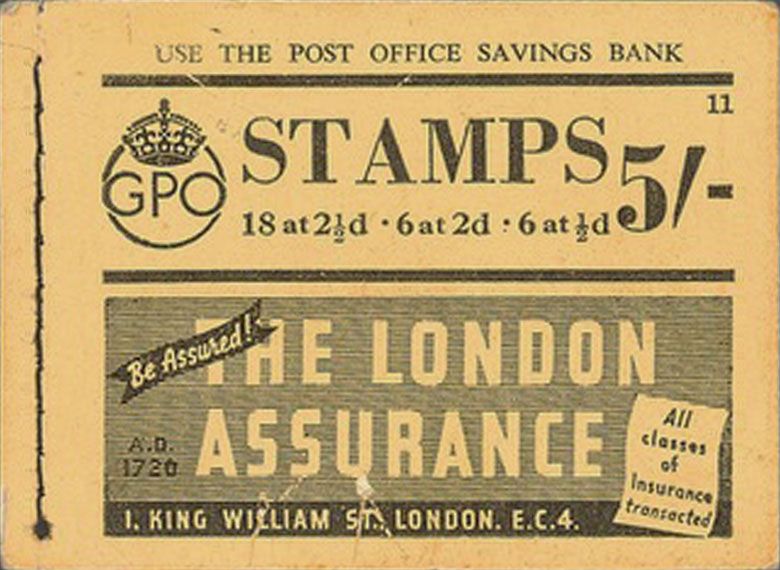 USE THE POST OFFICE SAVINGS BANK
11
GPO
STAMPS 5/-
18 at 2½d · 6 at 2d · 6 at ½d
Be Assured!
THE LONDON
ASSURANCE
A.D.
1720
All
classes
of
Insurance
transacted
1, KING WILLIAM ST., LONDON. E.C.4.